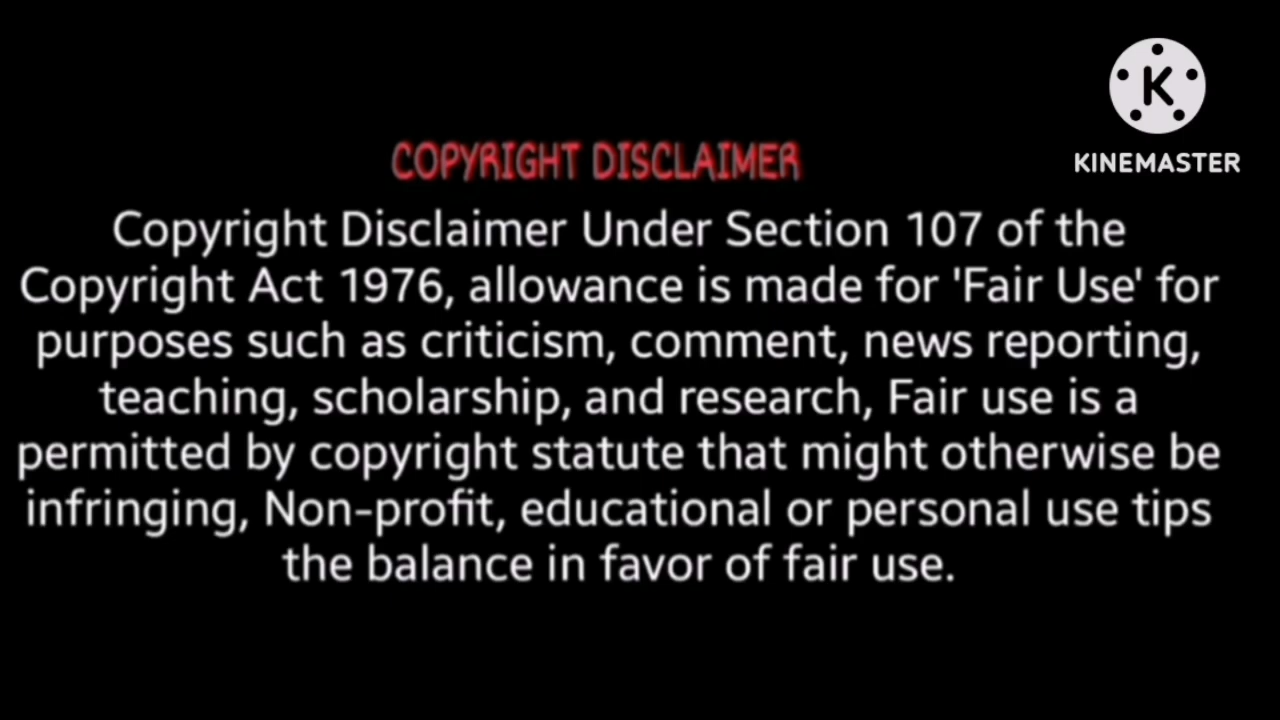 K
KINEMASTER
COPYRIGHT DISCLAIMER
Copyright Disclaimer Under Section 107 of the
Copyright Act 1976, allowance is made for 'Fair Use' for
purposes such as criticism, comment, news reporting,
teaching, scholarship, and research, Fair use is a
permitted by copyright statute that might otherwise be
infringing, Non-profit, educational or personal use tips
the balance in favor of fair use.